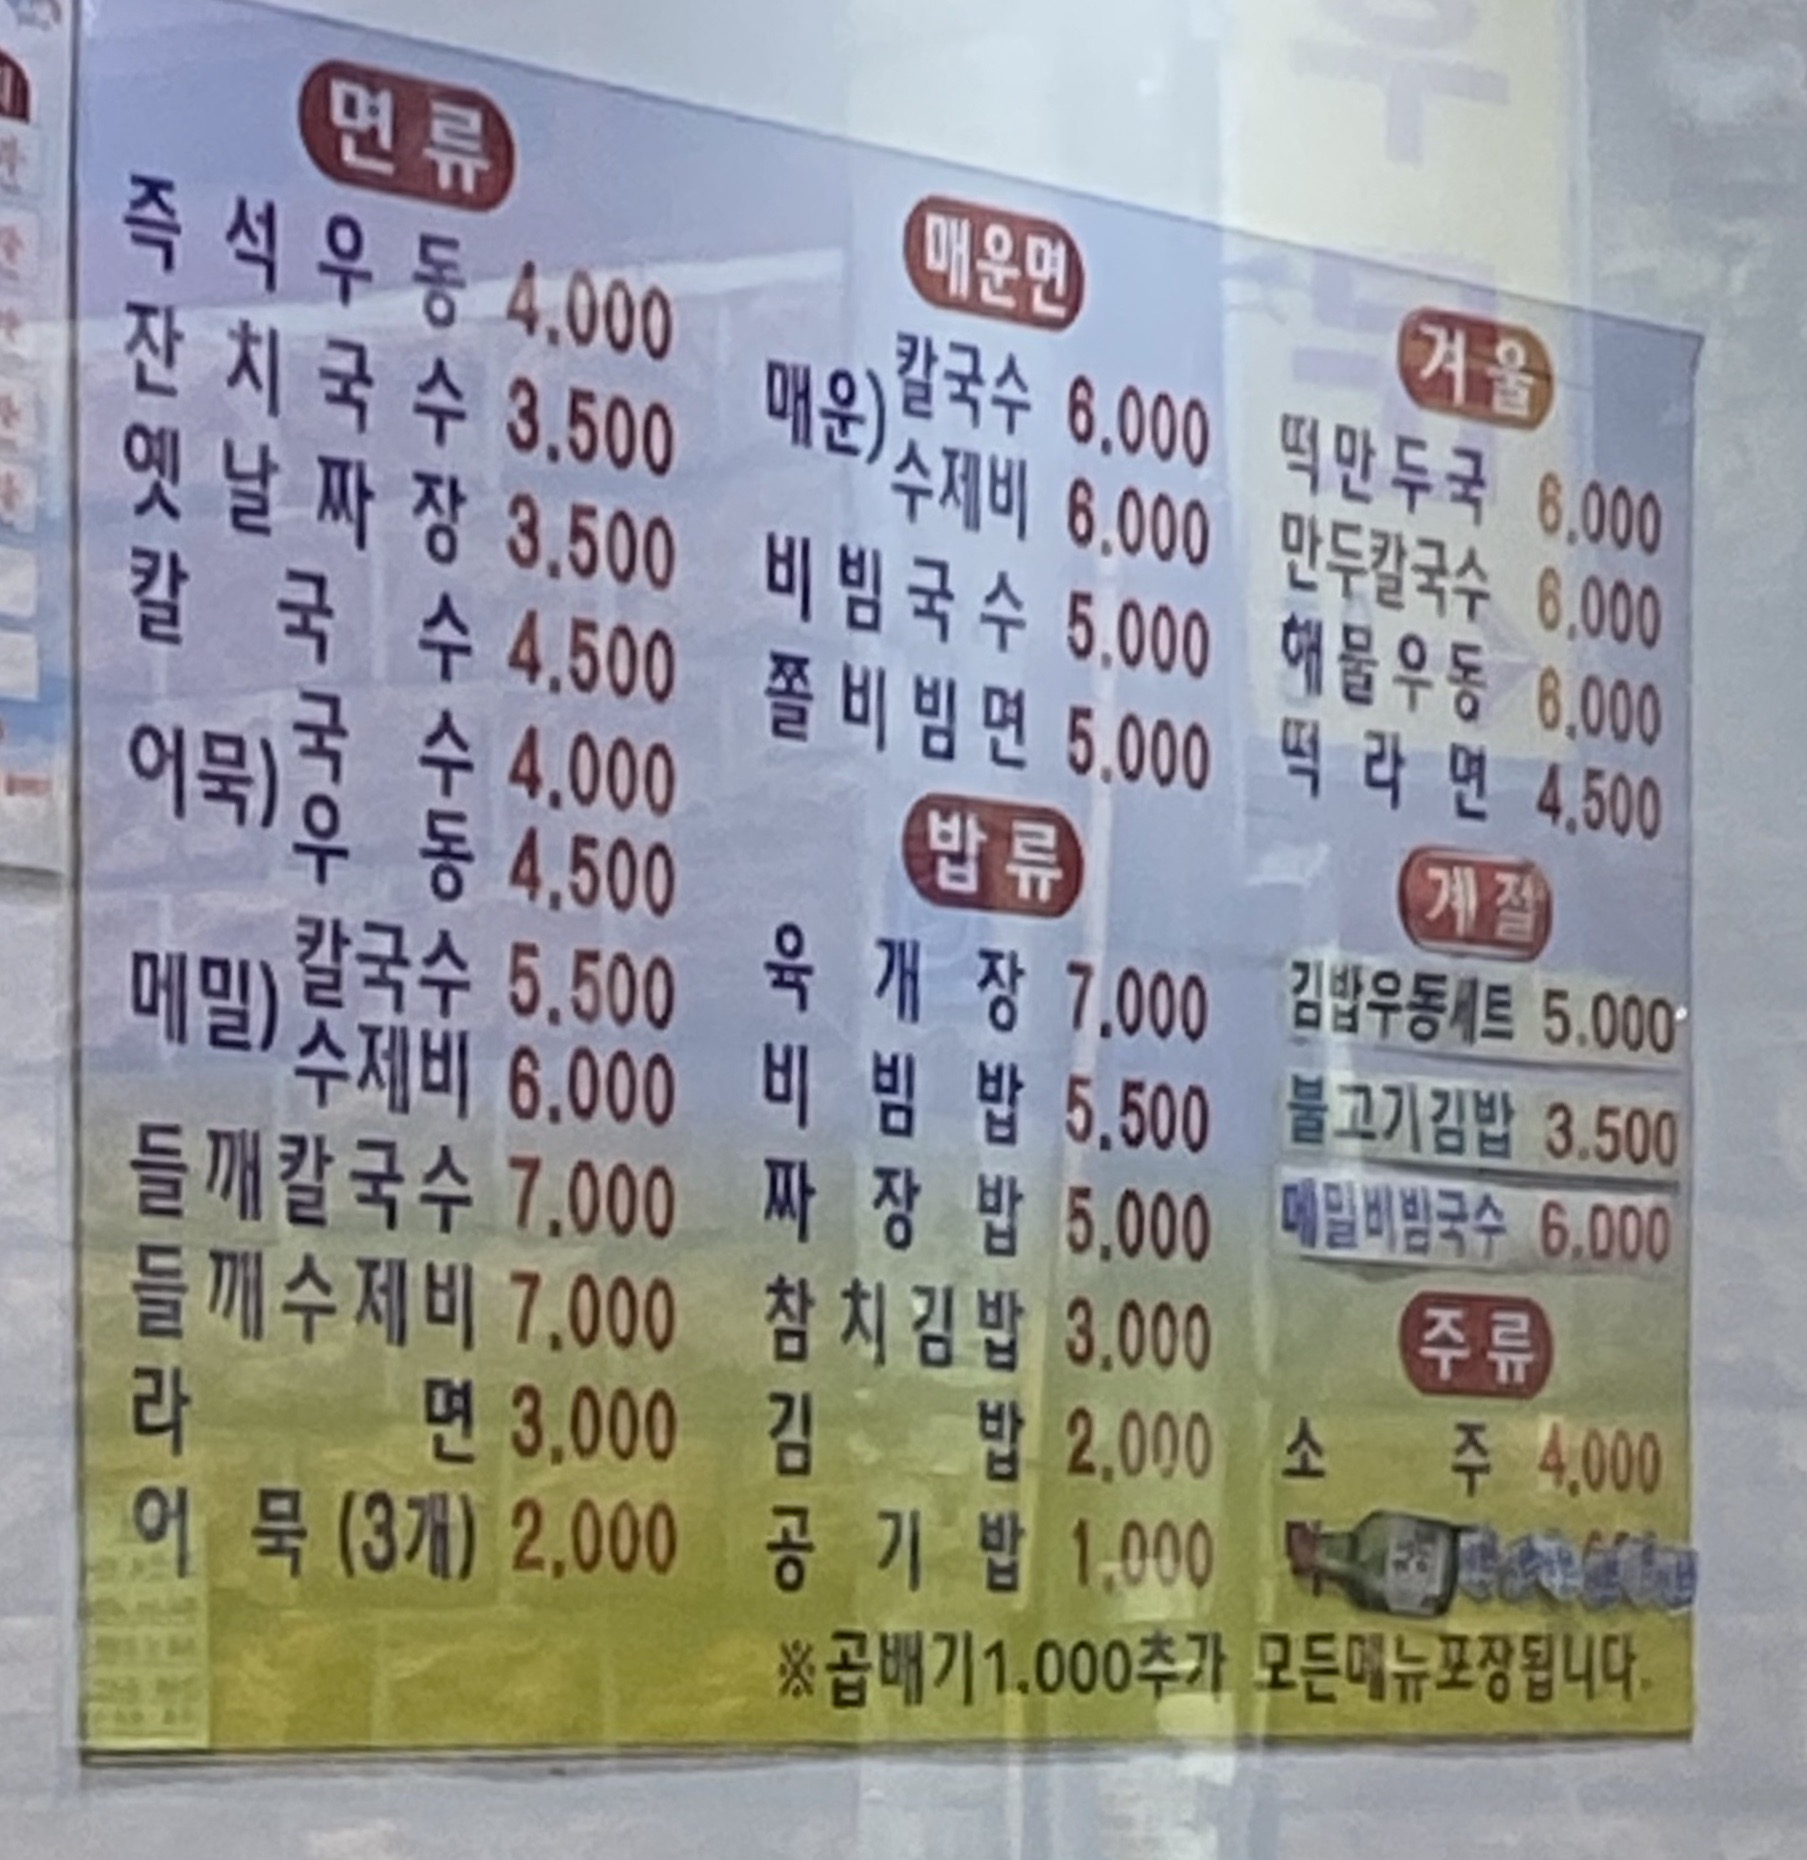 면류
즉석우동 4.000
잔치국수 3.500
옛날짜장 3.500
칼국수 4.500
어묵) 국수 4.000
우동 4.500
메밀) 칼국수 5.500
수제비 6.000
들깨칼국수 7.000
들깨수제비 7.000
라면 3.000
어묵(3개) 2.000
매운면
매운) 칼국수 6.000
수제비 6.000
비빔국수 5.000
쫄비빔면 5.000
밥류
육개장 7.000
비빔밥 5.500
짜장밥 5.000
참치김밥 3.000
김밥 2.000
공기밥 1.000
겨울
떡만두국 6.000
만두칼국수 6.000
해물우동 6.000
떡라면 4.500
계절
김밥우동세트 5.000
불고기김밥 3.500
메밀비빔국수 6.000
주류
소주 4.000
※곱배기1.000추가 모든메뉴포장됩니다.